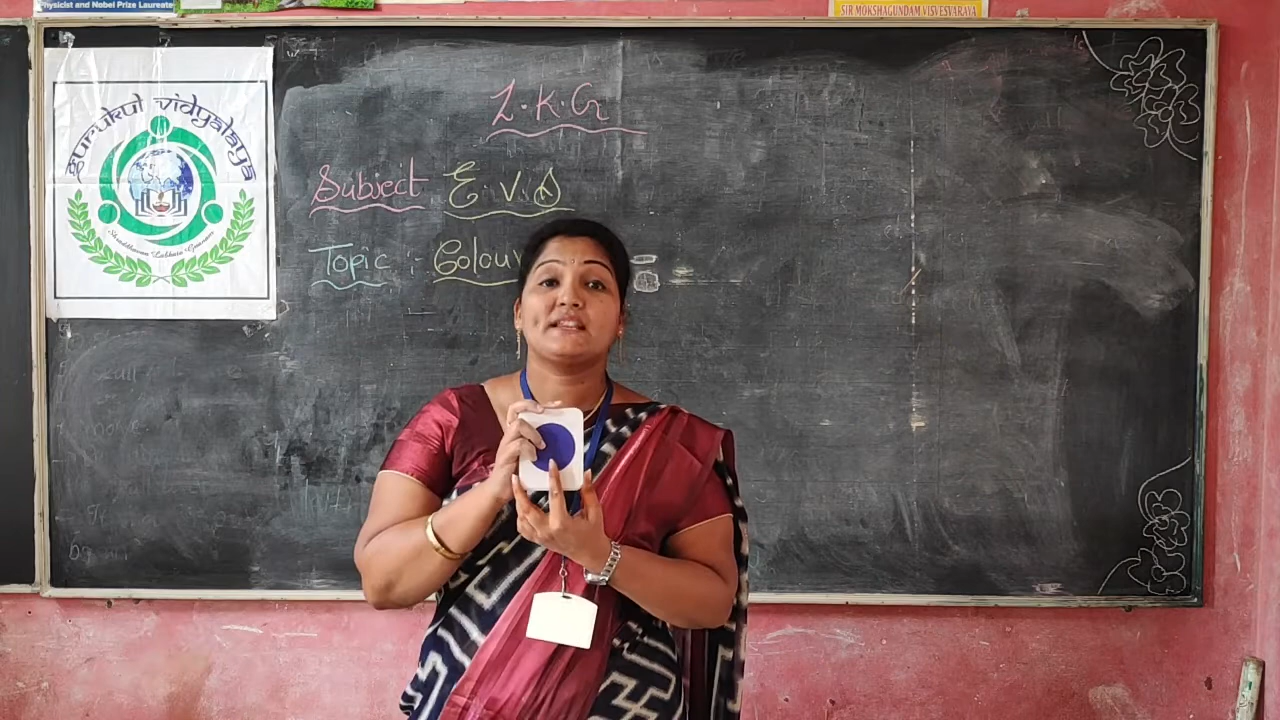 Physicist and Nobel Prize Laureate
SIR MOKSHAGUNDAM VISVESVARAYA
gurukul vidyalaya
L.K.G
Subject E.V.S
Topic :- Colour